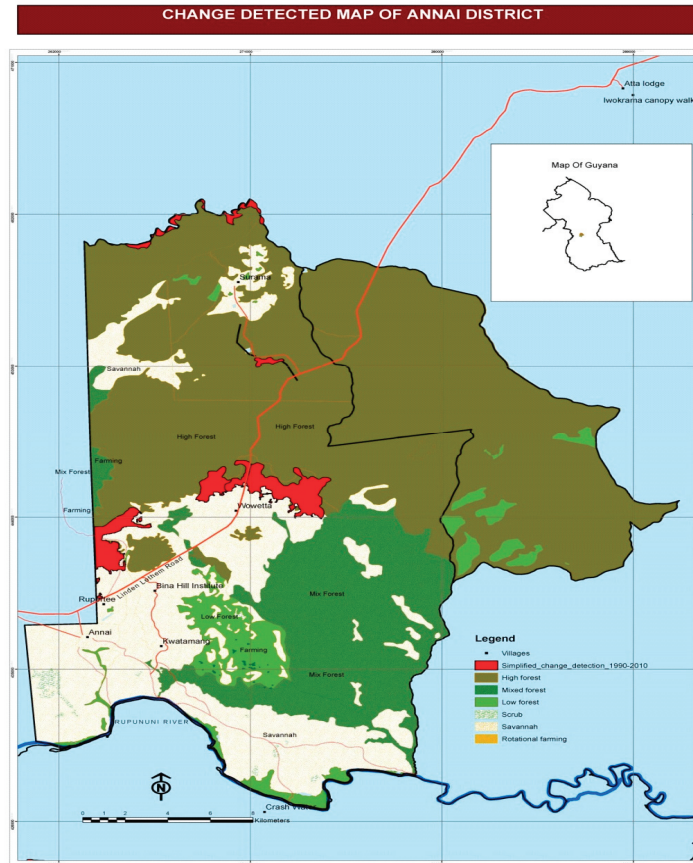 CHANGE DETECTED MAP OF ANNAI DISTRICT
Atta lodge
Iwokrama canopy walk
Map Of Guyana
Surama
Savannah
High Forest
High Forest
Farming
Mix Forest
Farming
Wowetta
Linden Lethem Road
Bina Hill Institute
Rupertee
Mix Forest
Low Forest
Annai
Kwatamang
Farming
Mix Forest
RUPUNUNI RIVER
Savannah
Legend
Villages
Simplified_change_detection_1990-2010
High forest
Mixed forest
Low forest
Scrub
Savannah
Rotational farming
N
Crash Water
Kilometers